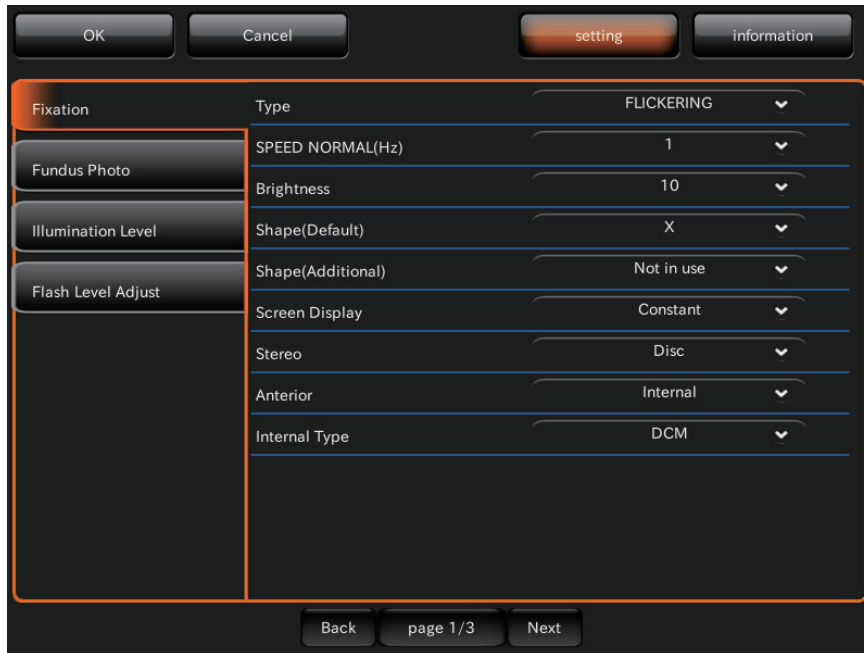 OK Cancel setting information
Fixation
Fundus Photo
Illumination Level
Flash Level Adjust
Type FLICKERING
SPEED NORMAL(Hz) 1
Brightness 10
Shape(Default) X
Shape(Additional) Not in use
Screen Display Constant
Stereo Disc
Anterior Internal
Internal Type DCM
Back page 1/3 Next